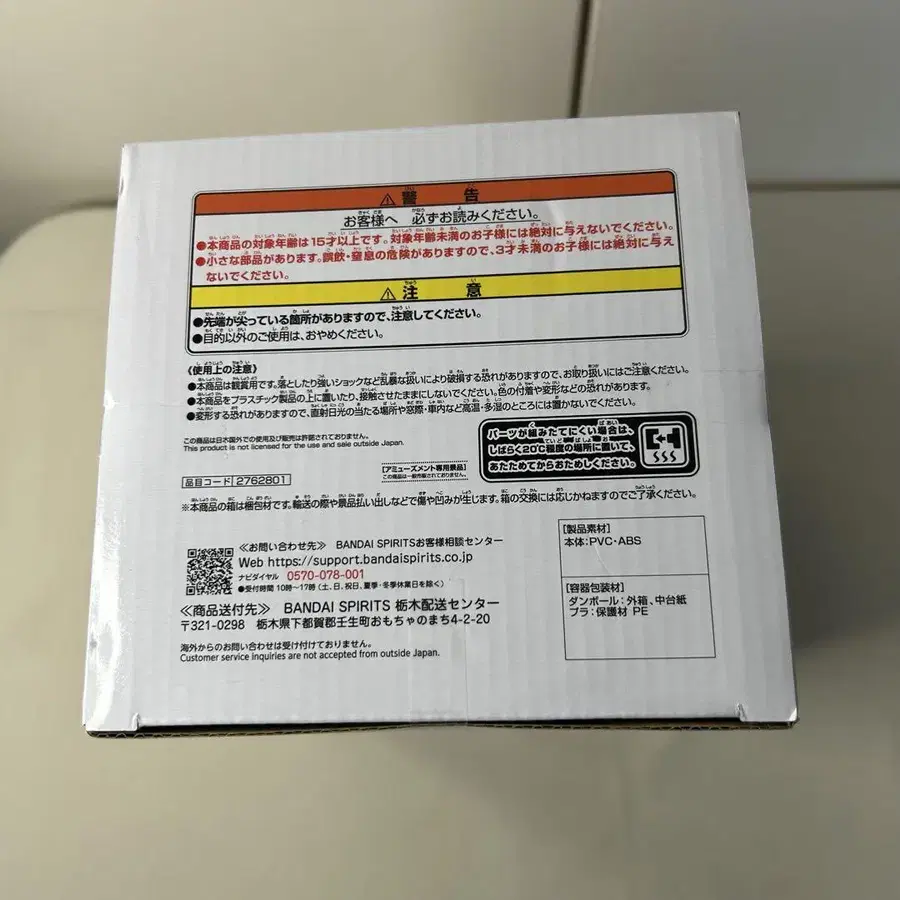 ⚠警告
お客様へ 必ずお読みください。
●本商品の対象年齢は15才以上です。対象年齢未満のお子様には絶対に与えないでください。
●小さな部品があります。誤飲・窒息の危険がありますので、3才未満のお子様には絶対に与え
ないでください。
⚠注意
●先端が尖っている箇所がありますので、注意してください。
●目的以外のご使用は、おやめください。
《使用上の注意》
●本商品は観賞用です。落としたり強いショックなど乱暴な扱いにより破損する恐れがありますので、お取り扱いにはご注意ください。
●本商品をプラスチック製品の上に置いたり、接触させたままにしないでください。色の付着や変形などの恐れがあります。
●変形する恐れがありますので、直射日光の当たる場所や窓際・車内など高温・多湿のところには置かないでください。
この商品は日本国外での使用及び販売は許諾されておりません。
This product is not licensed for the use and sale outside Japan.
パーツが組みたてにくい場合は、
しばらく20℃程度の場所に置いて、
あたためてからおためしください。
[アミューズメント専用景品]
この商品は一般市販されておりません。
品目コード[2762801]
※本商品の箱は梱包材です。輸送の際や景品払い出しなどで傷や凹みが生じます。箱の交換には応じかねますのでご了承ください。
≪お問い合わせ先≫ BANDAI SPIRITSお客様相談センター
Web https://support.bandaispirits.co.jp
ナビダイヤル 0570-078-001
●受付時間 10時〜17時(土、日、祝日、夏季・冬季休業日を除く)
≪商品送付先≫ BANDAI SPIRITS 栃木配送センター
〒321-0298 栃木県下都賀郡壬生町おもちゃのまち4-2-20
海外からのお問い合わせは受け付けておりません。
Customer service inquiries are not accepted from outside Japan.
[製品素材]
本体:PVC・ABS
[容器包装材]
ダンボール:外箱、中台紙
プラ:保護材 PE